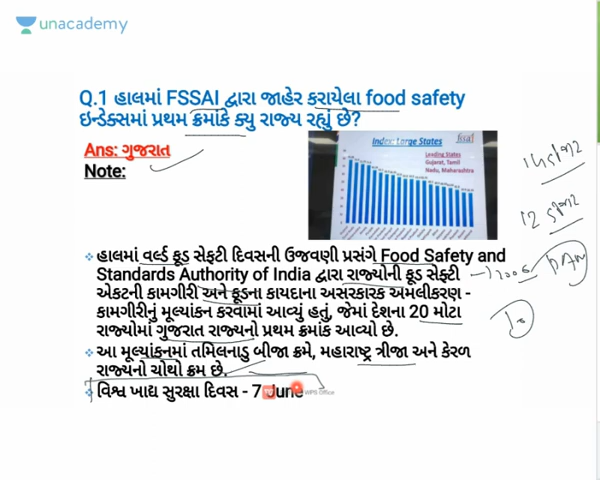 unacademy
Q.1 હાલમાં FSSAI દ્વારા જાહેર કરાયેલા food safety
ઇન્ડેક્સમાં પ્રથમ ક્રમાંકે ક્યુ રાજ્ય રહ્યું છે?
Ans: ગુજરાત
Note:
Index: Large States
fssai
Leading States
Gujarat, Tamil
Nadu, Maharashtra
❖ હાલમાં વર્લ્ડ ફૂડ સેફટી દિવસની ઉજવણી પ્રસંગે Food Safety and
Standards Authority of India દ્વારા રાજ્યોની ફૂડ સેફ્ટી
એક્ટની કામગીરી અને ફૂડના કાયદાના અસરકારક અમલીકરણ -
કામગીરીનું મૂલ્યાંકન કરવામાં આવ્યું હતું, જેમાં દેશના 20 મોટા
રાજ્યોમાં ગુજરાત રાજ્યનો પ્રથમ ક્રમાંક આવ્યો છે.
❖ આ મૂલ્યાંકનમાં તમિલનાડુ બીજા ક્રમે, મહારાષ્ટ્ર ત્રીજા અને કેરળ
રાજ્યનો ચોથો ક્રમ છે.
❖ વિશ્વ ખાદ્ય સુરક્ષા દિવસ - 7 June
WPS Office